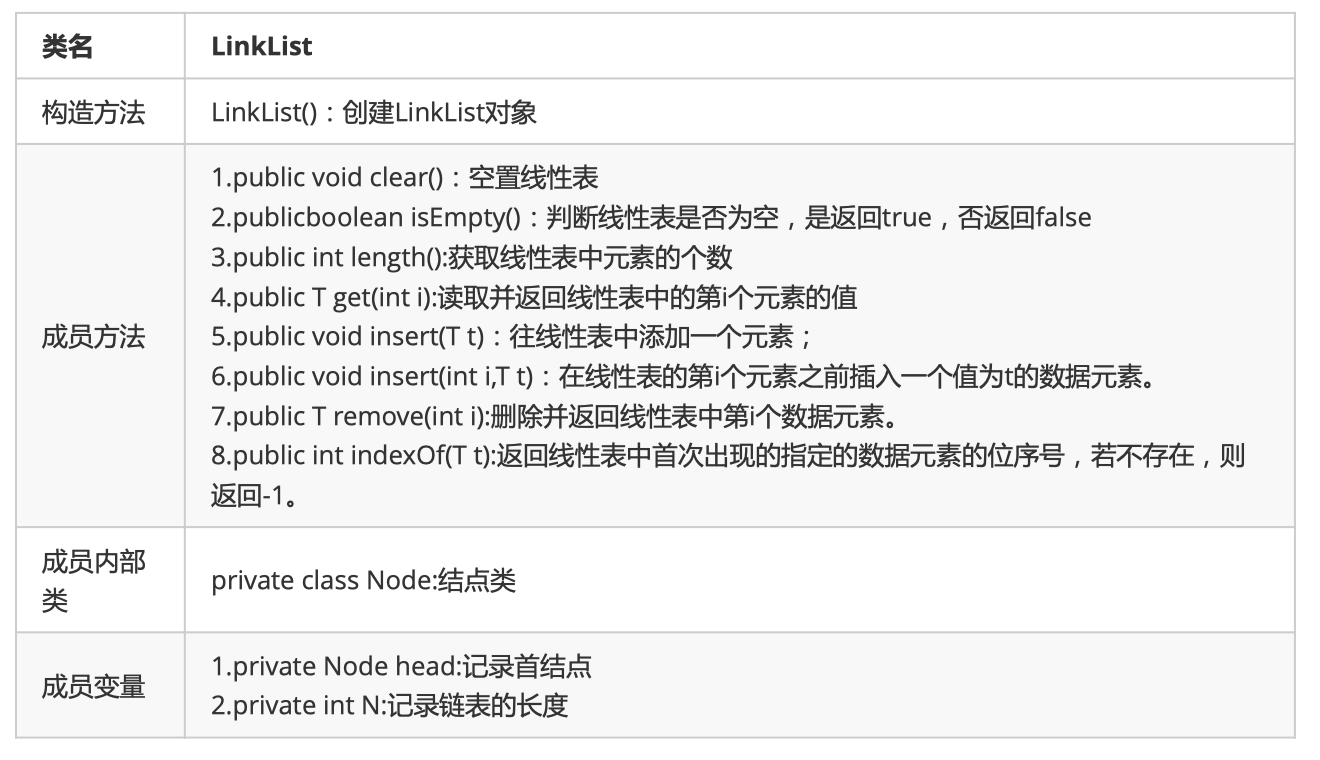 类名
LinkList
构造方法
LinkList()：创建LinkList对象
成员方法
1.public void clear()：空置线性表
2.publicboolean isEmpty()：判断线性表是否为空，是返回true，否返回false
3.public int length():获取线性表中元素的个数
4.public T get(int i):读取并返回线性表中的第i个元素的值
5.public void insert(T t)：往线性表中添加一个元素；
6.public void insert(int i,T t)：在线性表的第i个元素之前插入一个值为t的数据元素。
7.public T remove(int i):删除并返回线性表中第i个数据元素。
8.public int indexOf(T t):返回线性表中首次出现的指定的数据元素的位序号，若不存在，则
返回-1。
成员内部
类
private class Node:结点类
成员变量
1.private Node head:记录首结点
2.private int N:记录链表的长度